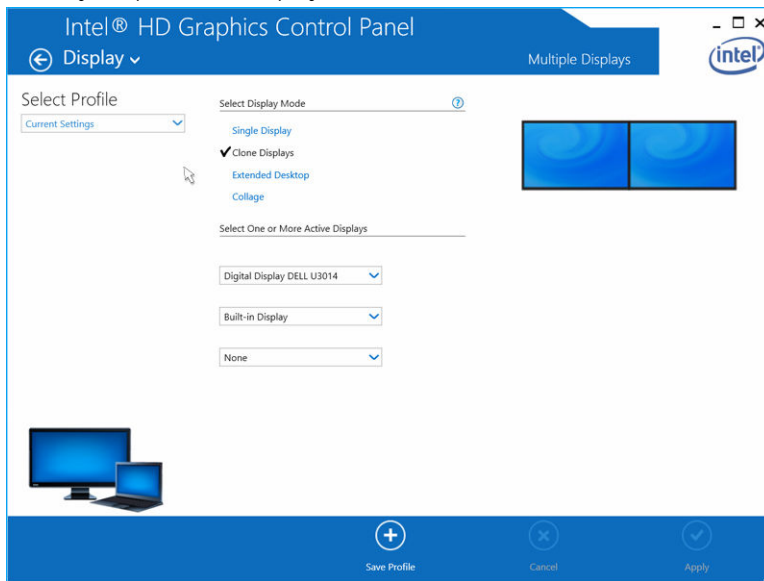 Intel® HD Graphics Control Panel
Display
Multiple Displays
intel
Select Profile
Current Settings
Select Display Mode
?
Single Display
Clone Displays
Extended Desktop
Collage
Select One or More Active Displays
Digital Display DELL U3014
Built-in Display
None
Save Profile
Cancel
Apply